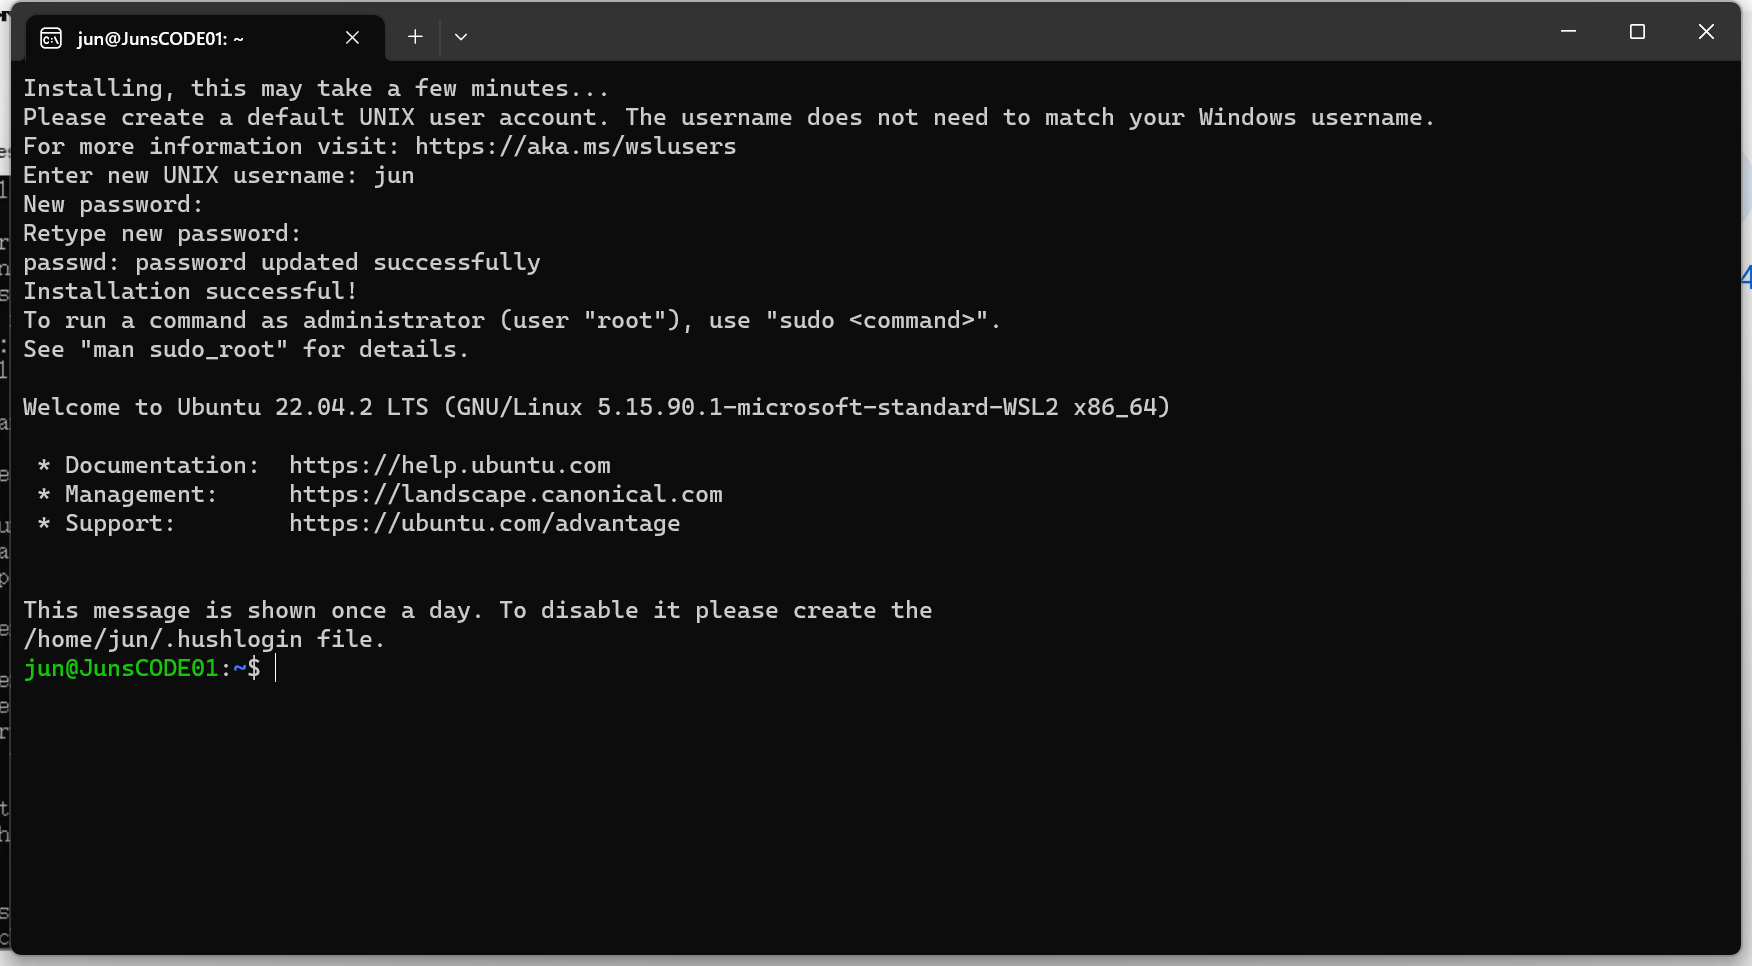 jun@JunsCODE01: ~
Installing, this may take a few minutes...
Please create a default UNIX user account. The username does not need to match your Windows username.
For more information visit: https://aka.ms/wslusers
Enter new UNIX username: jun
New password:
Retype new password:
passwd: password updated successfully
Installation successful!
To run a command as administrator (user "root"), use "sudo <command>".
See "man sudo_root" for details.
Welcome to Ubuntu 22.04.2 LTS (GNU/Linux 5.15.90.1-microsoft-standard-WSL2 x86_64)
* Documentation:  https://help.ubuntu.com
* Management:     https://landscape.canonical.com
* Support:        https://ubuntu.com/advantage
This message is shown once a day. To disable it please create the
/home/jun/.hushlogin file.
jun@JunsCODE01:~$